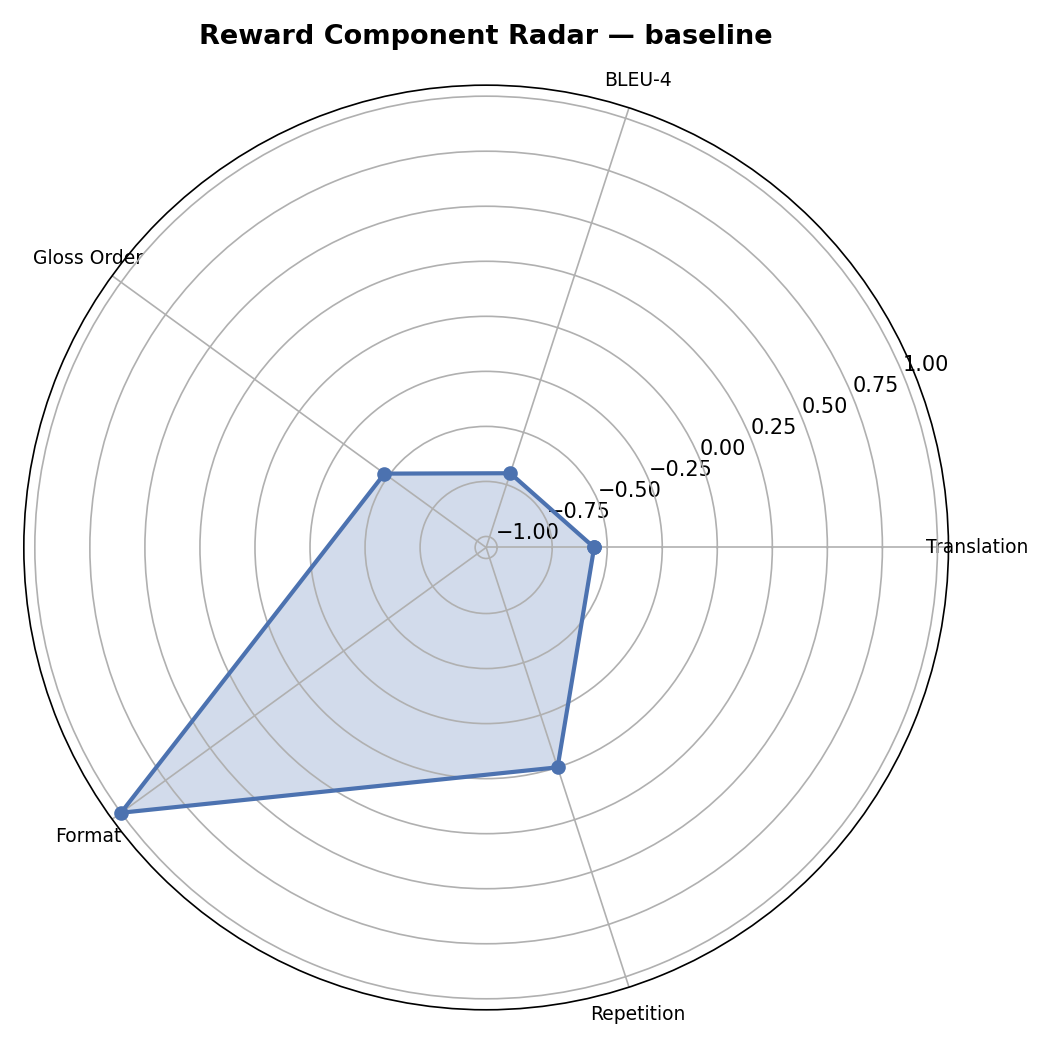 Reward Component Radar — baseline
BLEU-4
Gloss Order
1.00
0.75
0.50
0.25
0.00
−0.25
−0.50
−0.75
−1.00
Translation
Format
Repetition